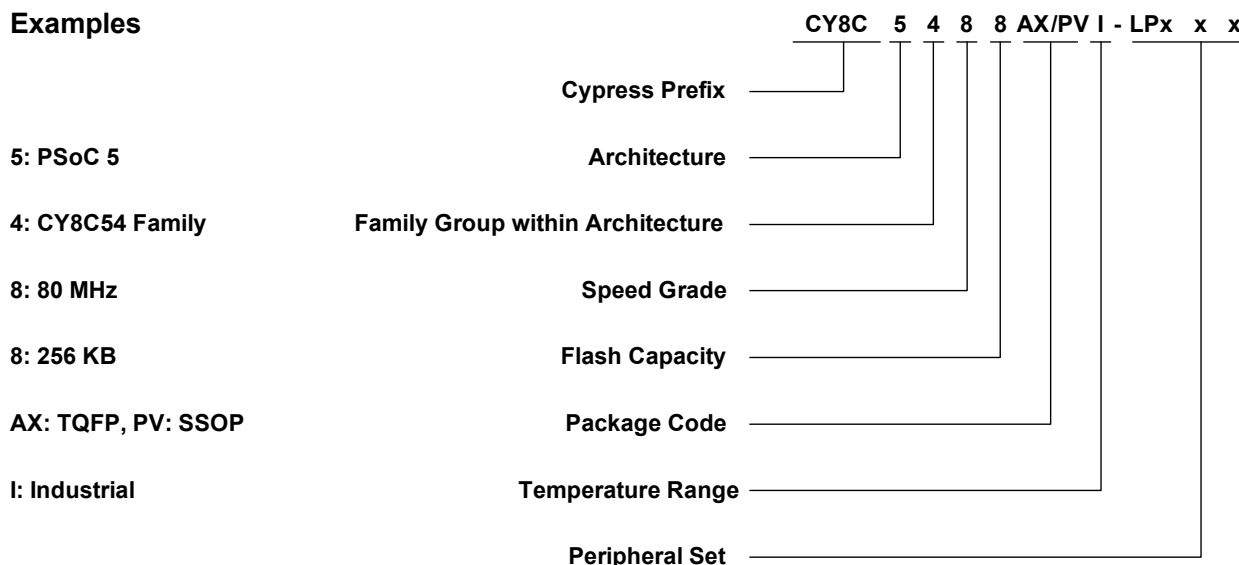 Examples CY8C 5 4 8 8 AX/PV I - LPx x x
Cypress Prefix
5: PSoC 5 Architecture
4: CY8C54 Family Family Group within Architecture
8: 80 MHz Speed Grade
8: 256 KB Flash Capacity
AX: TQFP, PV: SSOP Package Code
I: Industrial Temperature Range
Peripheral Set